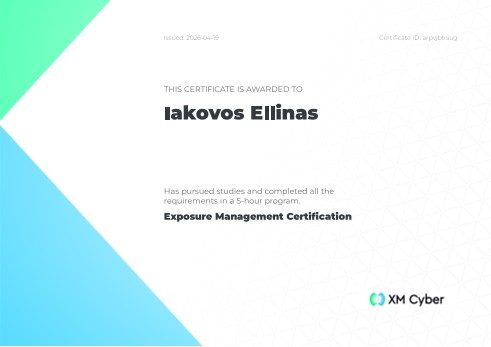 Issued: 2026-04-19
THIS CERTIFICATE IS AWARDED TO
Iakovos Ellinas
Has pursued studies and completed all the
requirements in a 5-hour program.
Exposure Management Certification
XM Cyber
Certificate ID: